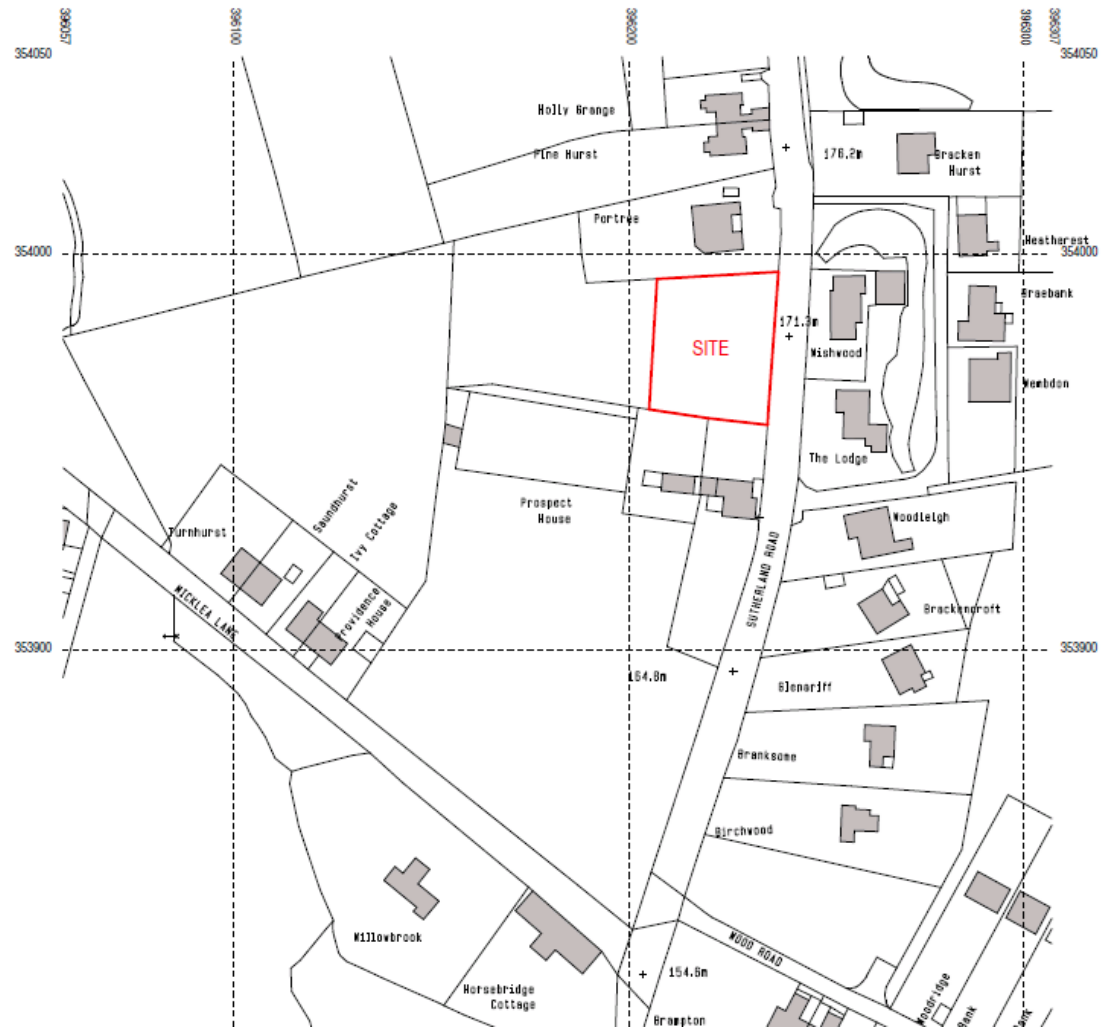 396057
396100
396200
396300
396307
354050
354050
Holly Grange
Pine Hurst
176.2m
Bracken
Hurst
Portree
354000
354000
Heatherest
Braebank
171.3m
SITE
Wishwood
Wembdon
The Lodge
Prospect
House
Saundhurst
Ivy Cottage
Turnhurst
Woodleigh
SUTHERLAND ROAD
Providence
House
MICKLEA LANE
Brackencroft
353900
353900
164.8m
Glengriff
Branksome
Birchwood
Willowbrook
WOOD ROAD
154.6m
Horsebridge
Cottage
Woodridge
Bank
Brampton